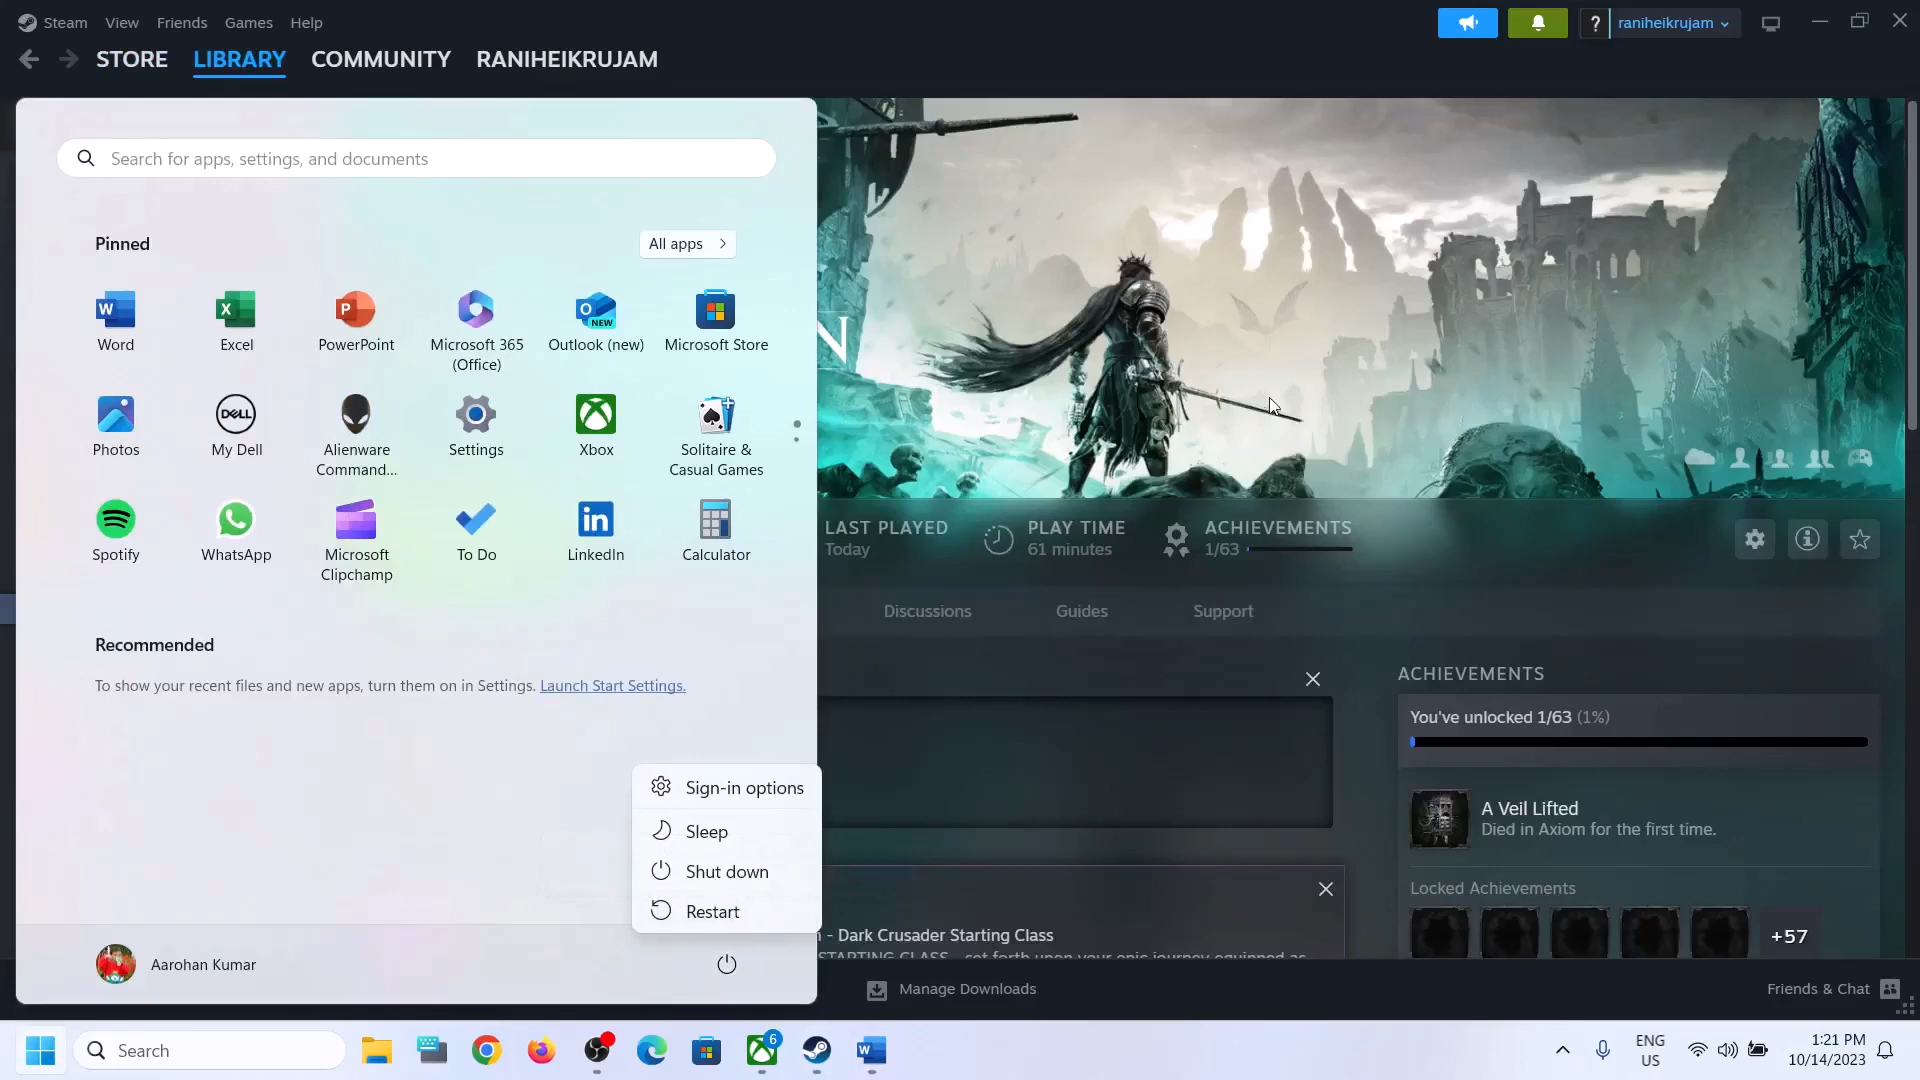 Steam View Friends Games Help
? raniheikrujam
STORE LIBRARY COMMUNITY RANIHEIKRUJAM
Search for apps, settings, and documents
Pinned
All apps
Word
Excel
PowerPoint
Microsoft 365
(Office)
Outlook (new)
Microsoft Store
Photos
My Dell
Alienware
Command...
Settings
Xbox
Solitaire &
Casual Games
Spotify
WhatsApp
Microsoft
Clipchamp
To Do
LinkedIn
Calculator
Recommended
To show your recent files and new apps, turn them on in Settings. Launch Start Settings.
Sign-in options
Sleep
Shut down
Restart
Aarohan Kumar
N
LAST PLAYED
Today
PLAY TIME
61 minutes
ACHIEVEMENTS
1/63
Discussions Guides Support
ACHIEVEMENTS
You've unlocked 1/63 (1%)
A Veil Lifted
Died in Axiom for the first time.
Locked Achievements
+57
- Dark Crusader Starting Class
STARTING CLASS - set forth upon your epic journey equipped as
Manage Downloads
Friends & Chat
Search
6
ENG
US
1:21 PM
10/14/2023